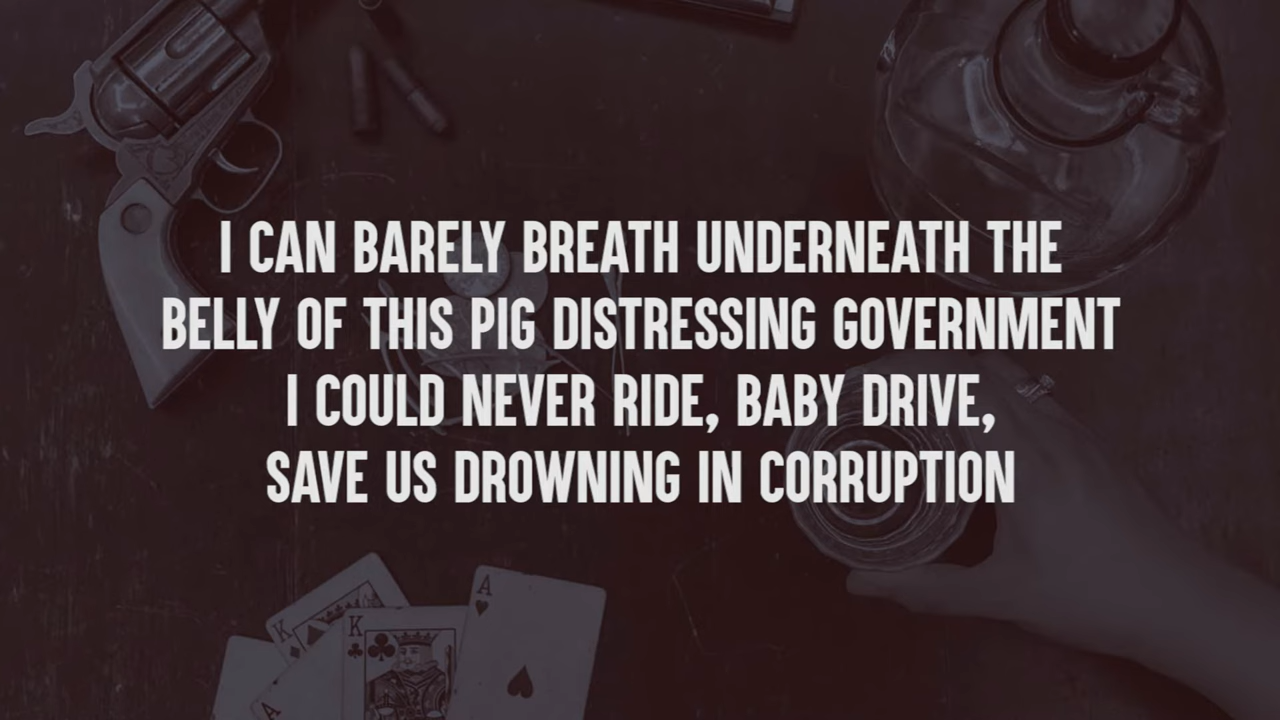 I CAN BARELY BREATH UNDERNEATH THE
BELLY OF THIS PIG DISTRESSING GOVERNMENT
I COULD NEVER RIDE, BABY DRIVE,
SAVE US DROWNING IN CORRUPTION
K
K
A
A